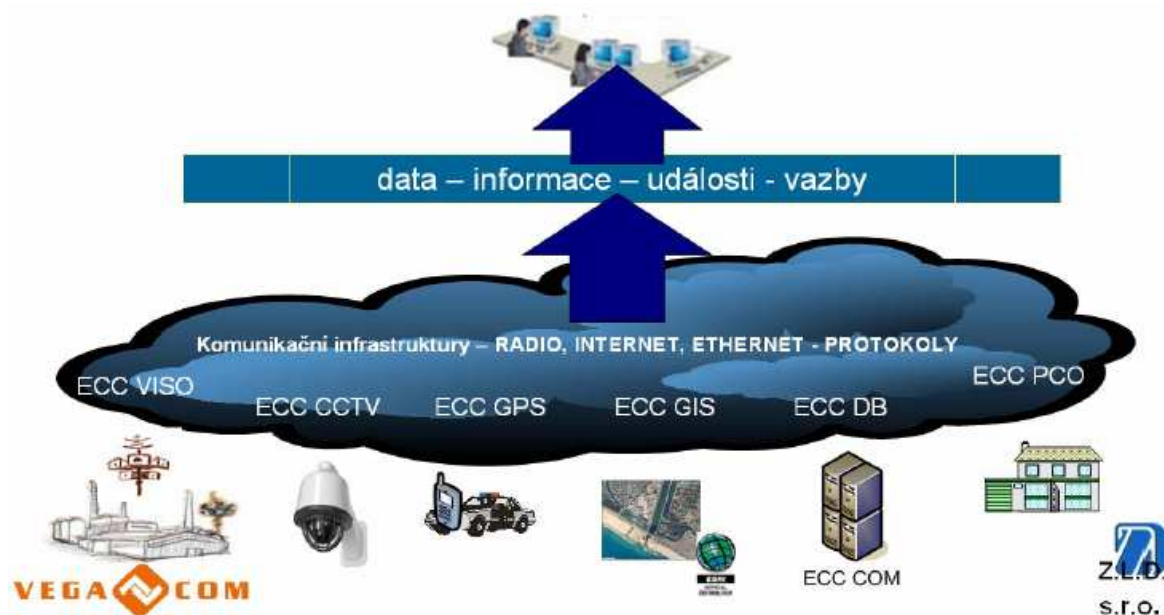 data – informace – události - vazby
Komunikační infrastruktury – RADIO, INTERNET, ETHERNET - PROTOKOLY
ECC VISO
ECC CCTV
ECC GPS
ECC GIS
ECC DB
ECC PCO
ECC COM
VEGA COM
Z.L.D.
s.r.o.